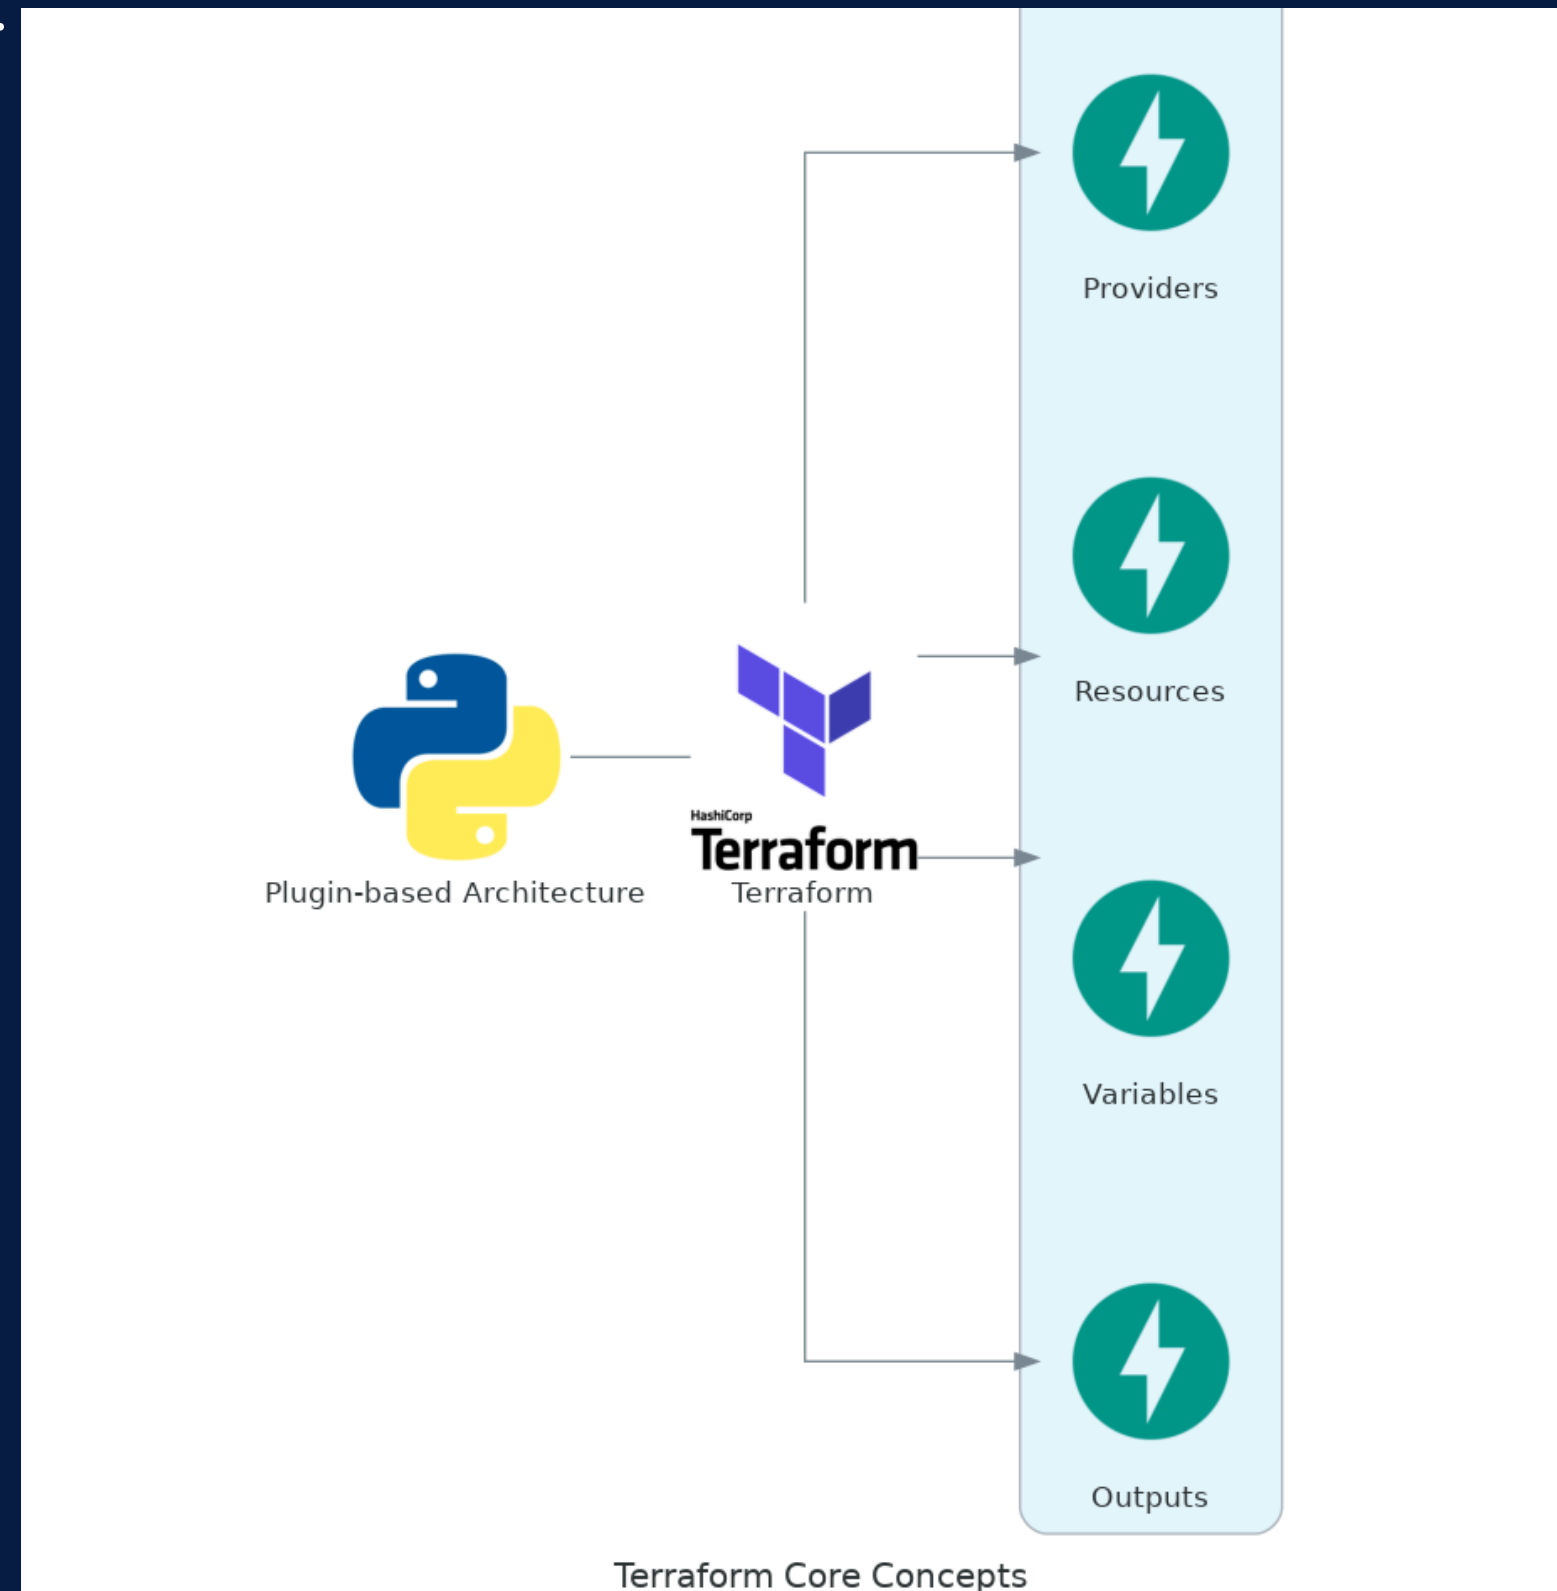 Providers
Resources
HashiCorp
Terraform
Plugin-based Architecture
Terraform
Variables
Outputs
Terraform Core Concepts